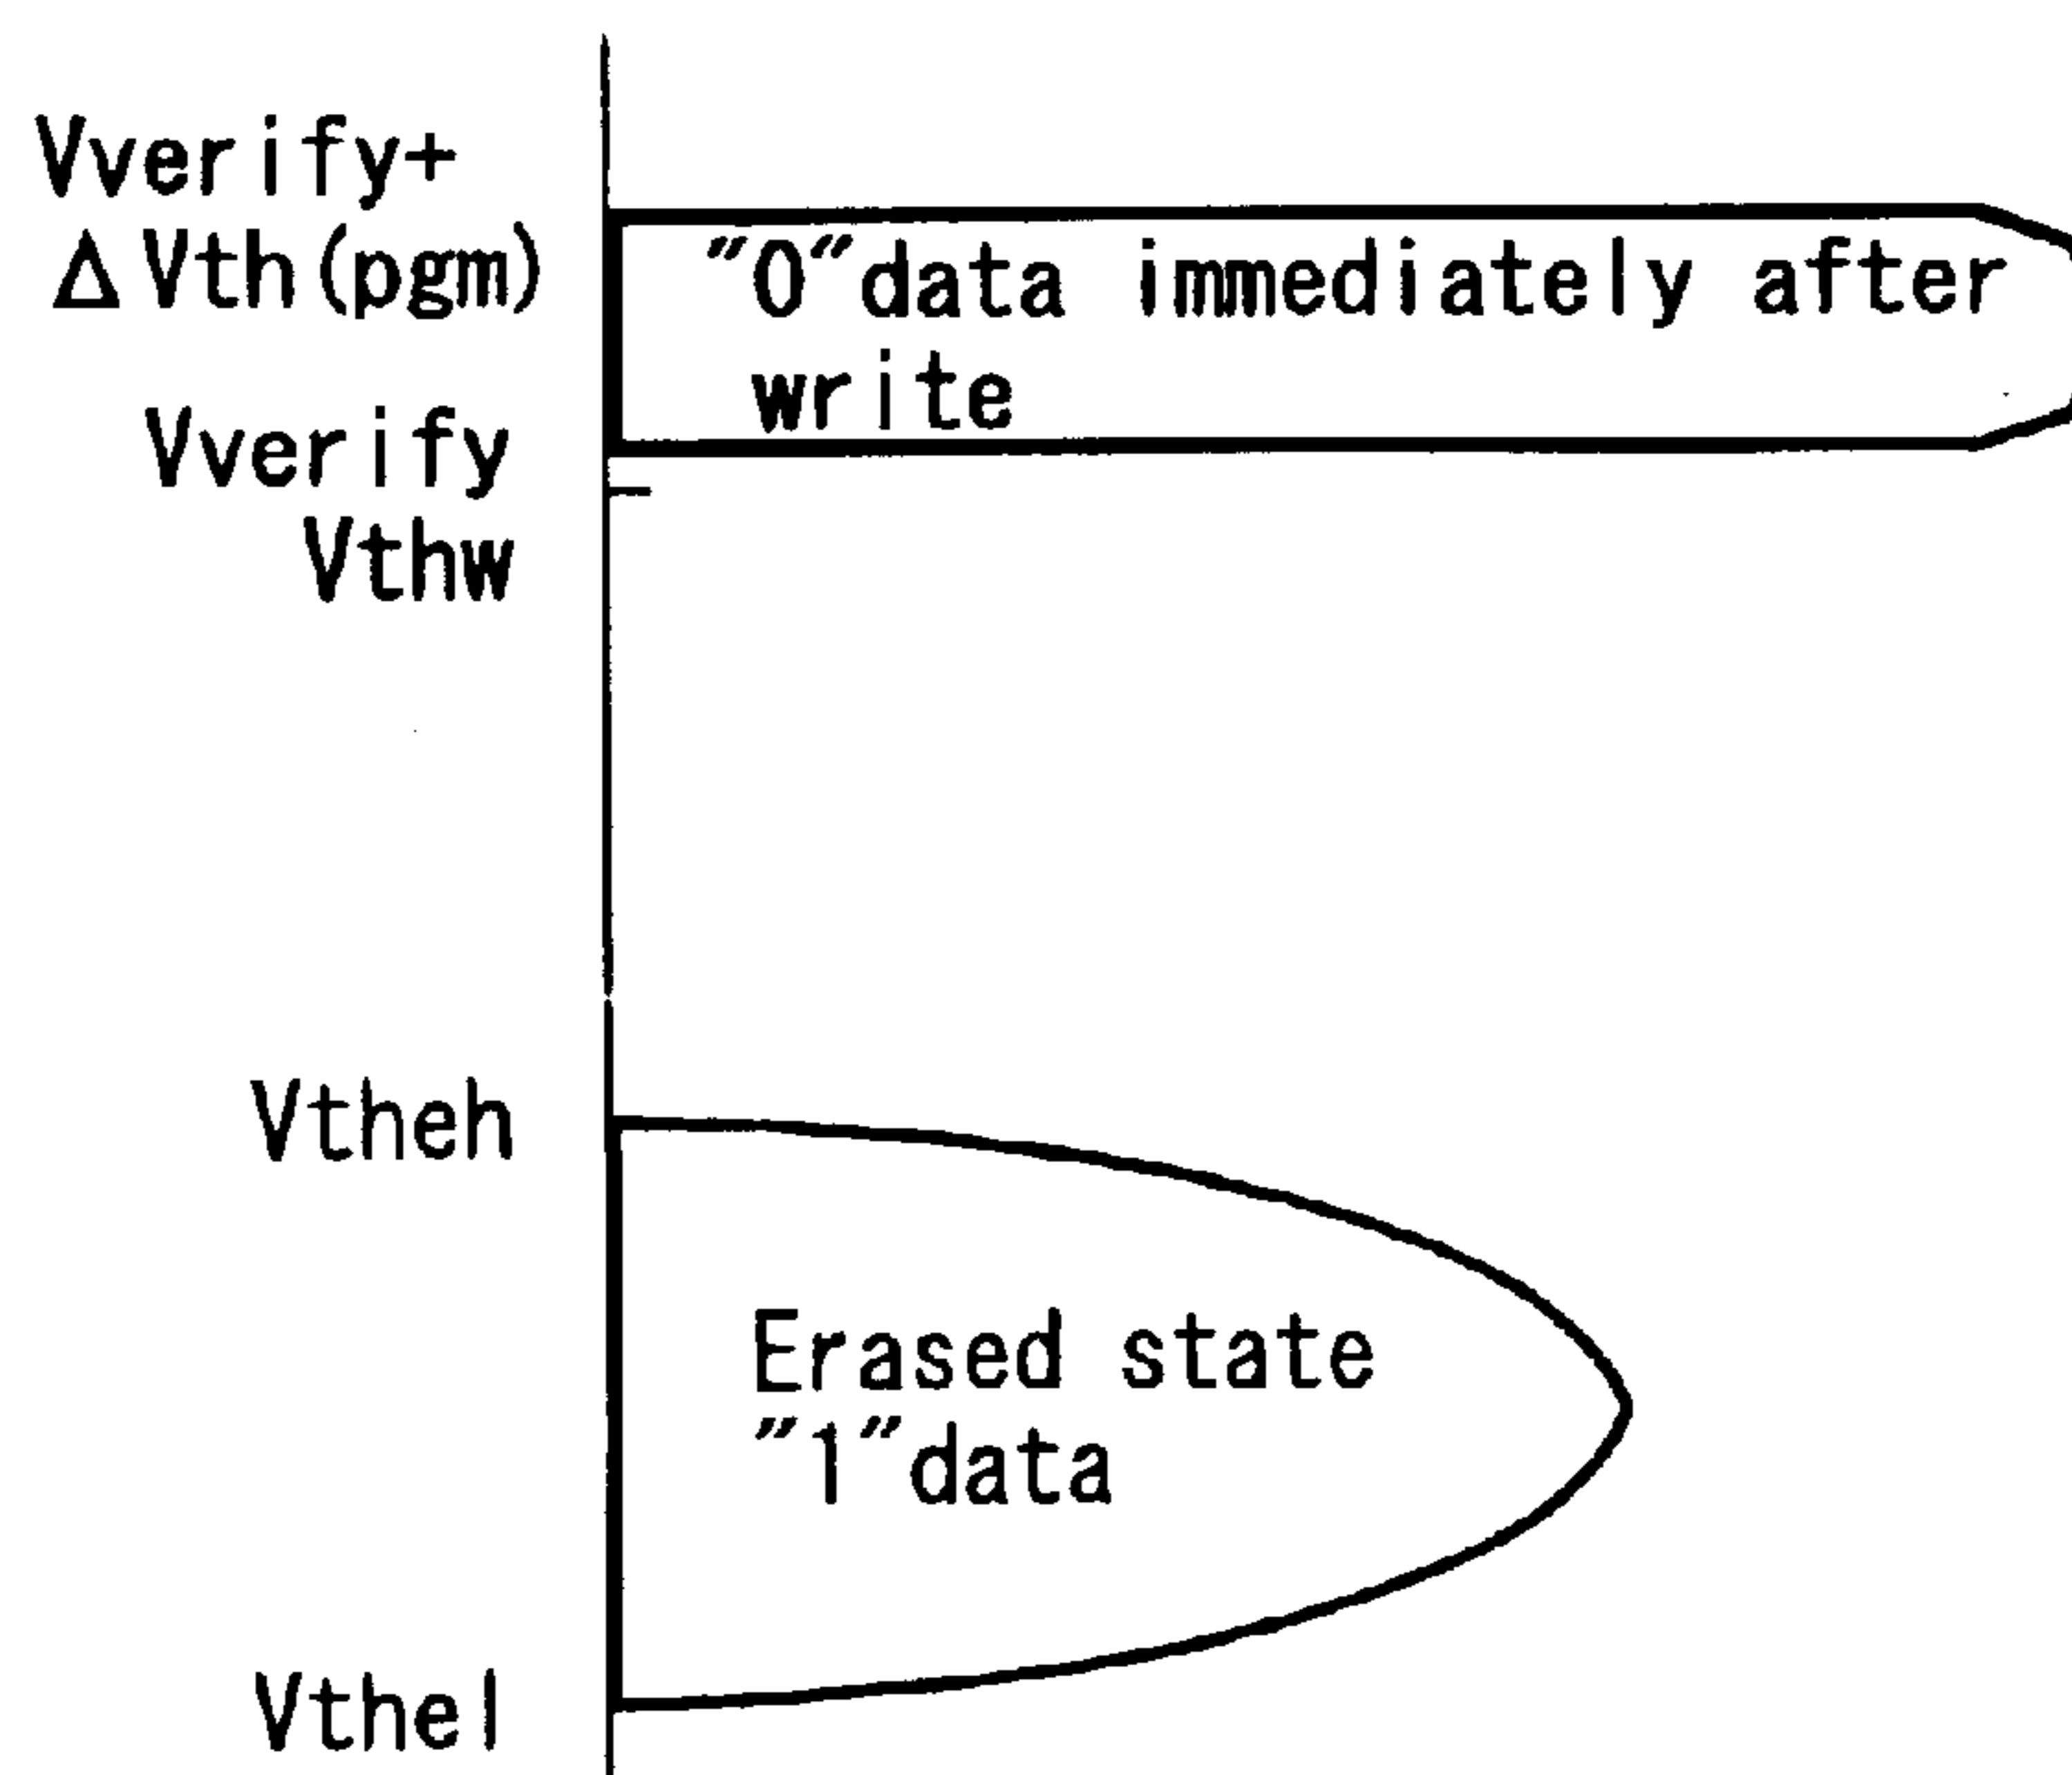 Vverify+
ΔVth(pgm)
"0"data immediately after
write
Vverify
Vthw
Vtheh
Erased state
"1"data
Vthel